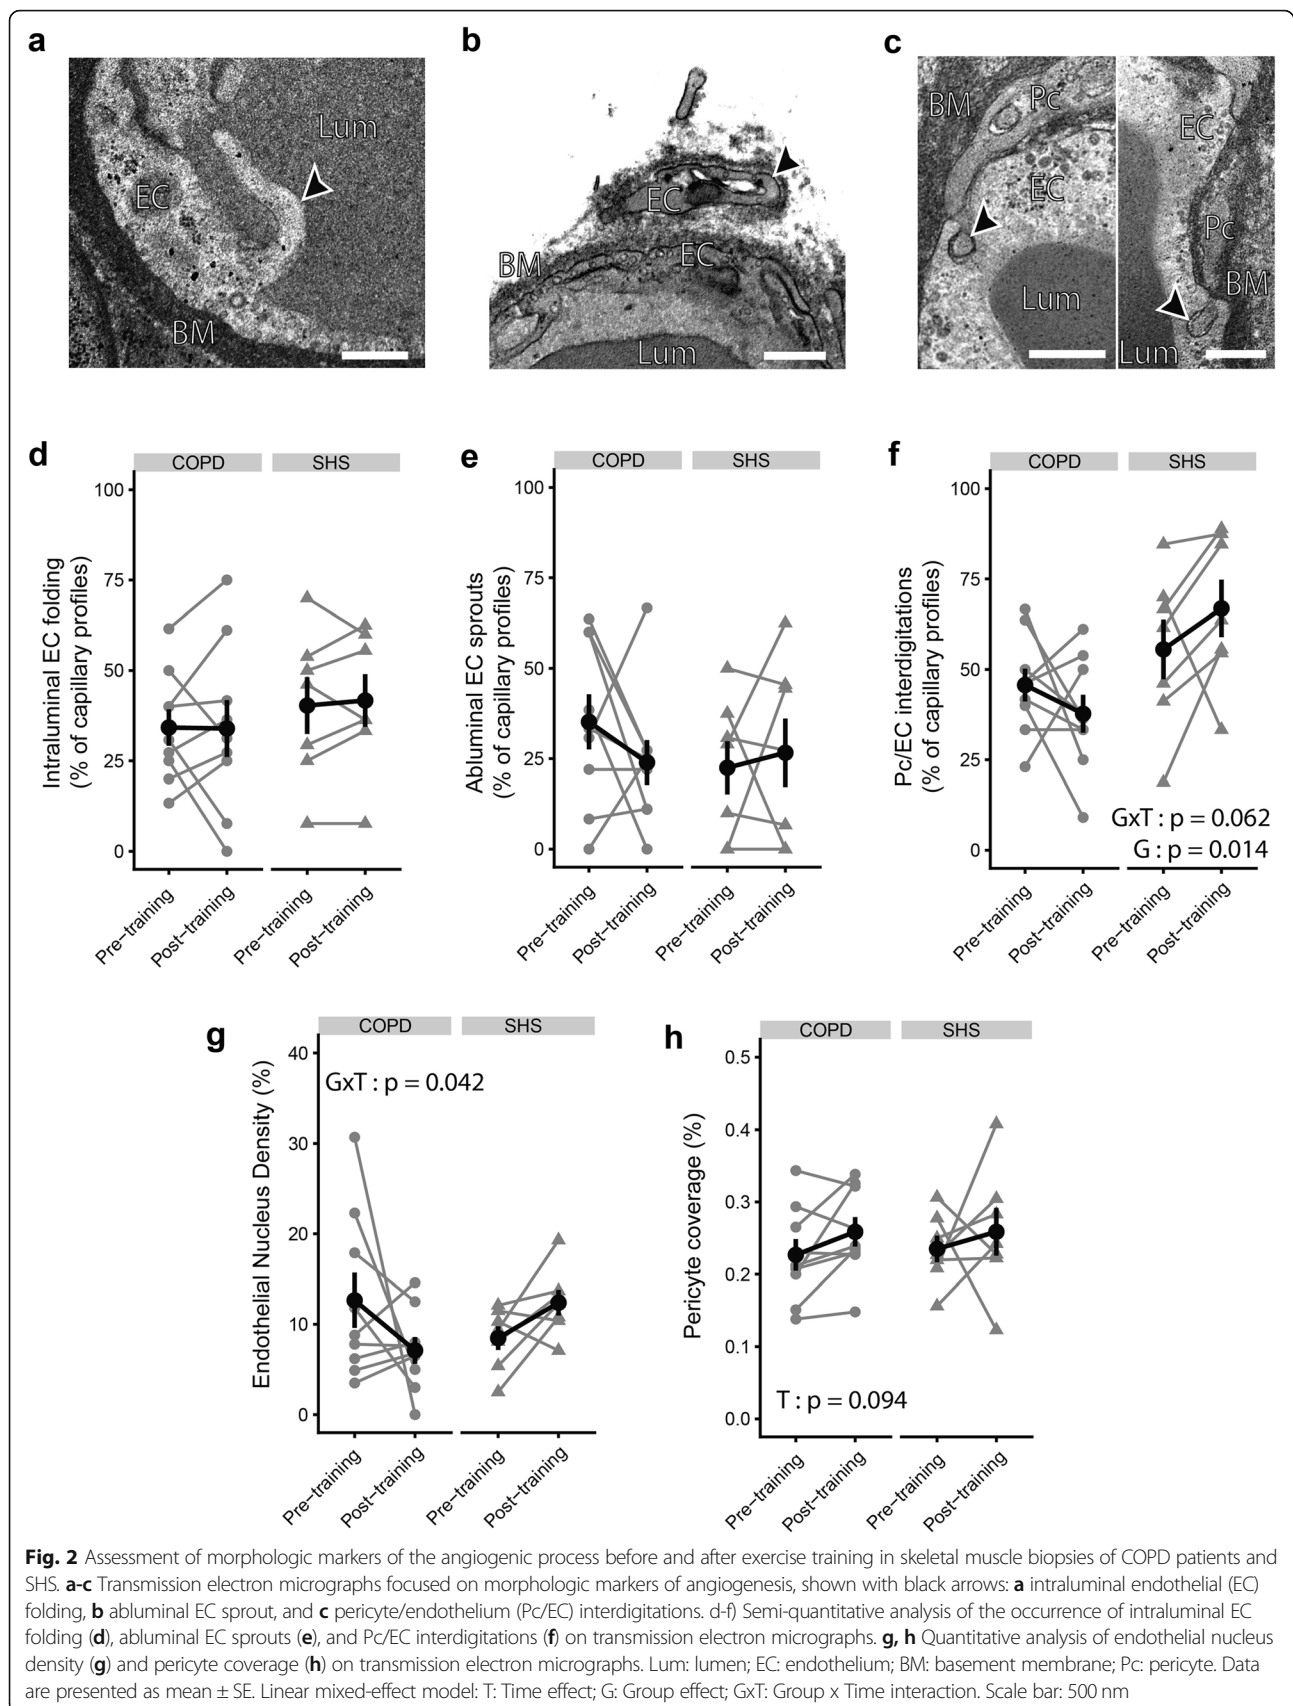 a
b
c
Lum
EC
BM
EC
EC
BM
Lum
BM
Pc
EC
Lum
EC
Pc
BM
Lum
d
COPD
SHS
Intraluminal EC folding
(% of capillary profiles)
100
75
50
25
0
Pre−training
Post−training
Pre−training
Post−training
e
COPD
SHS
Abluminal EC sprouts
(% of capillary profiles)
100
75
50
25
0
Pre−training
Post−training
Pre−training
Post−training
f
COPD
SHS
Pc/EC interdigitations
(% of capillary profiles)
100
75
50
25
0
GxT : p = 0.062
G : p = 0.014
Pre−training
Post−training
Pre−training
Post−training
g
COPD
SHS
Endothelial Nucleus Density (%)
40
30
20
10
0
GxT : p = 0.042
Pre−training
Post−training
Pre−training
Post−training
h
COPD
SHS
Pericyte coverage (%)
0.5
0.4
0.3
0.2
0.1
0.0
T : p = 0.094
Pre−training
Post−training
Pre−training
Post−training
Fig. 2 Assessment of morphologic markers of the angiogenic process before and after exercise training in skeletal muscle biopsies of COPD patients and
SHS. a-c Transmission electron micrographs focused on morphologic markers of angiogenesis, shown with black arrows: a intraluminal endothelial (EC)
folding, b abluminal EC sprout, and c pericyte/endothelium (Pc/EC) interdigitations. d-f) Semi-quantitative analysis of the occurrence of intraluminal EC
folding (d), abluminal EC sprouts (e), and Pc/EC interdigitations (f) on transmission electron micrographs. g, h Quantitative analysis of endothelial nucleus
density (g) and pericyte coverage (h) on transmission electron micrographs. Lum: lumen; EC: endothelium; BM: basement membrane; Pc: pericyte. Data
are presented as mean ± SE. Linear mixed-effect model: T: Time effect; G: Group effect; GxT: Group x Time interaction. Scale bar: 500 nm